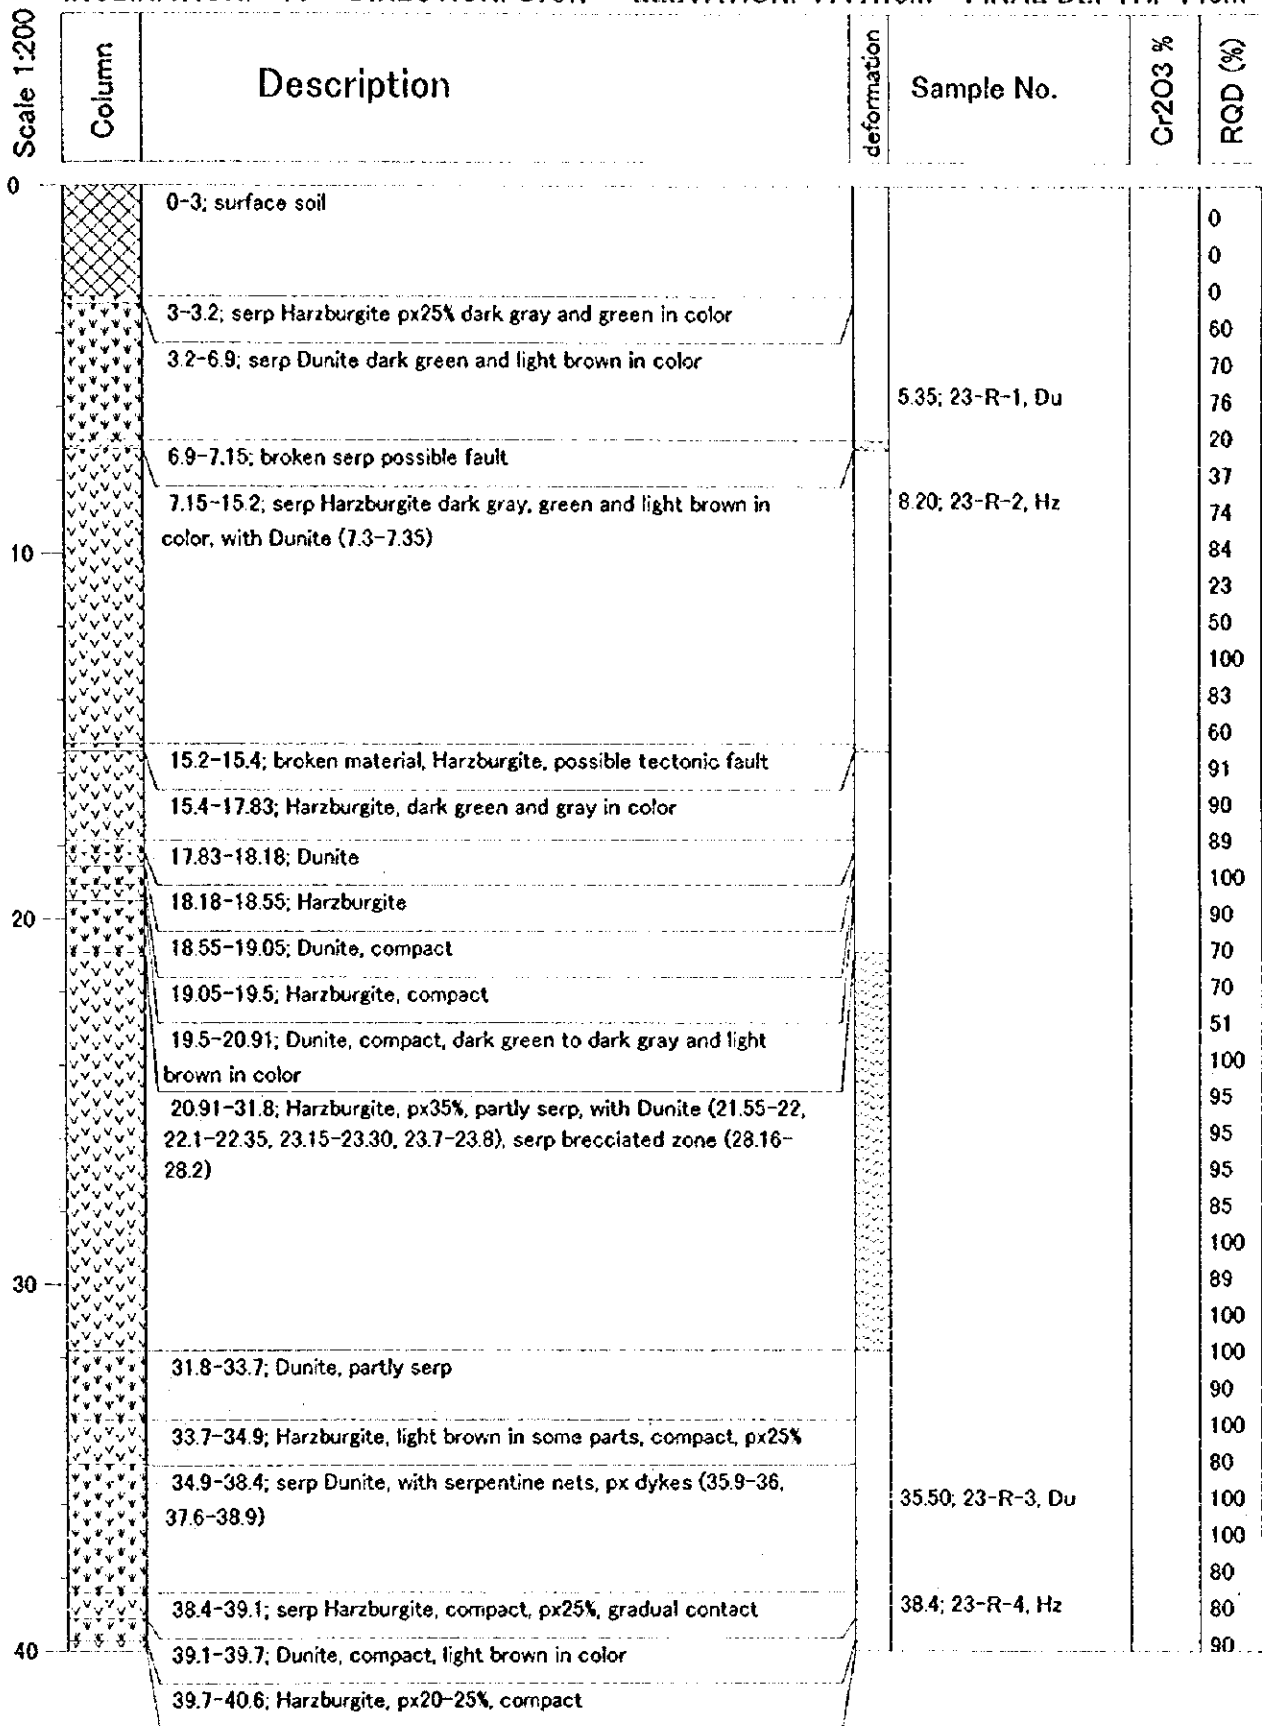 Scale 1:200
Column
Description
deformation
Sample No.
Cr2O3 %
RQD (%)
0
0-3; surface soil
0
0
0
3-3.2; serp Harzburgite px25% dark gray and green in color
60
3.2-6.9; serp Dunite dark green and light brown in color
70
5.35; 23-R-1, Du
76
20
6.9-7.15; broken serp possible fault
37
7.15-15.2; serp Harzburgite dark gray, green and light brown in
8.20; 23-R-2, Hz
74
color, with Dunite (7.3-7.35)
10
84
23
50
100
83
60
15.2-15.4; broken material, Harzburgite, possible tectonic fault
91
15.4-17.83; Harzburgite, dark green and gray in color
90
89
17.83-18.18; Dunite
100
18.18-18.55; Harzburgite
20
90
18.55-19.05; Dunite, compact
70
19.05-19.5; Harzburgite, compact
70
51
19.5-20.91; Dunite, compact, dark green to dark gray and light
100
brown in color
95
20.91-31.8; Harzburgite, px35%, partly serp, with Dunite (21.55-22,
95
22.1-22.35, 23.15-23.30, 23.7-23.8), serp brecciated zone (28.16-
95
28.2)
85
100
30
89
100
100
31.8-33.7; Dunite, partly serp
90
100
33.7-34.9; Harzburgite, light brown in some parts, compact, px25%
80
34.9-38.4; serp Dunite, with serpentine nets, px dykes (35.9-36,
35.50; 23-R-3, Du
100
37.6-38.9)
100
80
38.4-39.1; serp Harzburgite, compact, px25%, gradual contact
38.4; 23-R-4, Hz
80
40
39.1-39.7; Dunite, compact, light brown in color
90
39.7-40.6; Harzburgite, px20-25%, compact